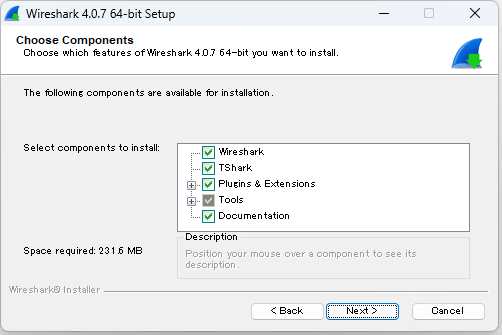 Wireshark 4.0.7 64-bit Setup
Choose Components
Choose which features of Wireshark 4.0.7 64-bit you want to install.
The following components are available for installation.
Select components to install:
Wireshark
TShark
Plugins & Extensions
Tools
Documentation
Space required: 231.6 MB
Description
Position your mouse over a component to see its
description.
Wireshark® Installer
< Back
Next >
Cancel